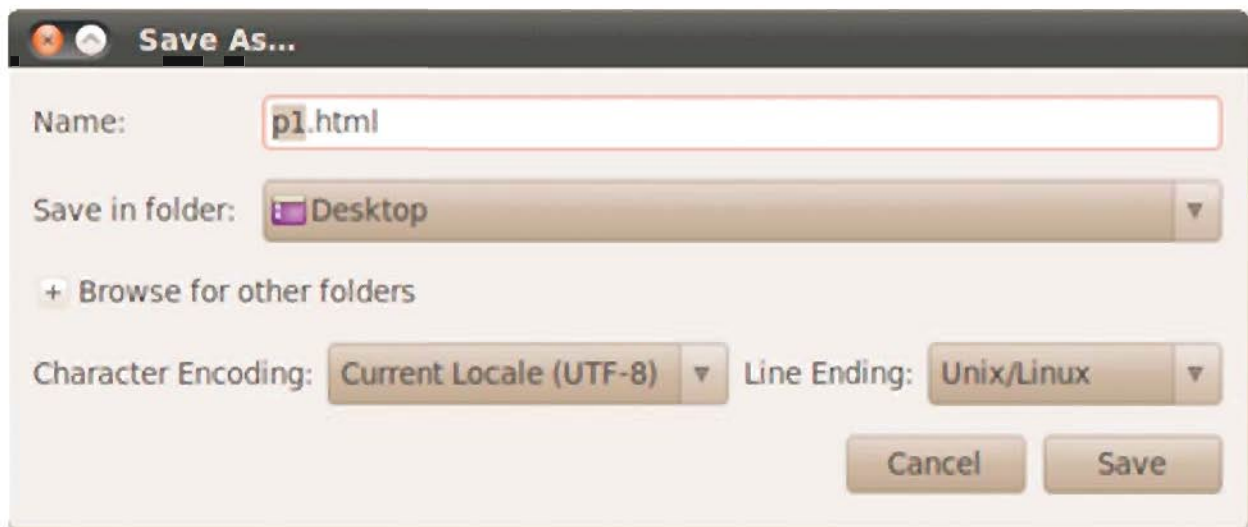 Save As...
Name: p1.html
Save in folder: Desktop
+ Browse for other folders
Character Encoding: Current Locale (UTF-8) Line Ending: Unix/Linux
Cancel Save